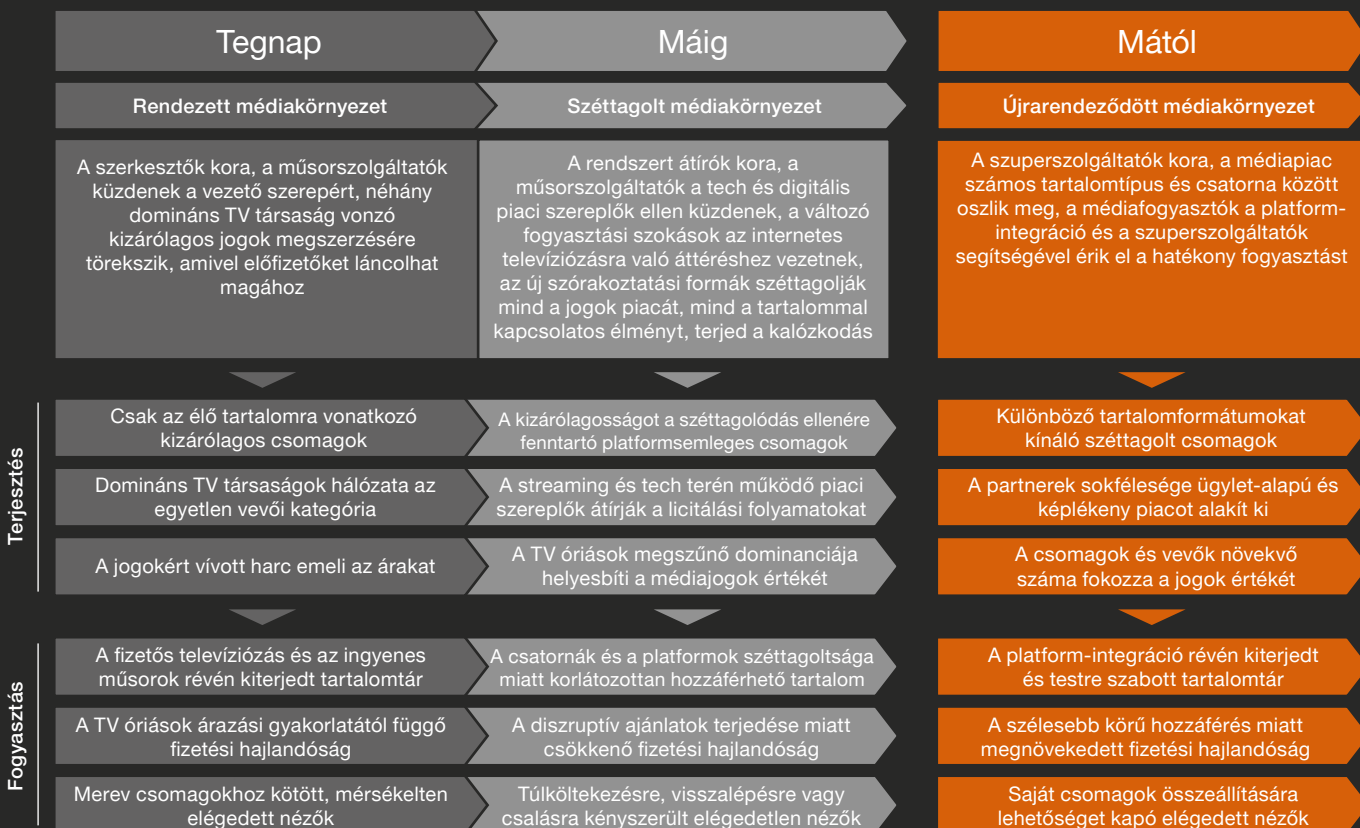 Tegnap
Máig
Mától
Rendezett médiakörnyezet
Széttagolt médiakörnyezet
Újrarendeződött médiakörnyezet
A szerkesztők kora, a műsorszolgáltatók
küzdenek a vezető szerepért, néhány
domináns TV társaság vonzó
kizárólagos jogok megszerzésére
törekszik, amivel előfizetőket láncolhat
magához
A rendszert átírók kora, a
műsorszolgáltatók a tech és digitális
piaci szereplők ellen küzdenek, a változó
fogyasztási szokások az internetes
televíziózásra való áttéréshez vezetnek,
az új szórakoztatási formák széttagolják
mind a jogok piacát, mind a tartalommal
kapcsolatos élményt, terjed a kalózkodás
A szuperszolgáltatók kora, a médiapiac
számos tartalomtípus és csatorna között
oszlik meg, a médiafogyasztók a platform-
integráció és a szuperszolgáltatók
segítségével érik el a hatékony fogyasztást
Terjesztés
Csak az élő tartalomra vonatkozó
kizárólagos csomagok
A kizárólagosságot a széttagolódás ellenére
fenntartó platformsemleges csomagok
Különböző tartalomformátumokat
kínáló széttagolt csomagok
Domináns TV társaságok hálózata az
egyetlen vevői kategória
A streaming és tech terén működő piaci
szereplők átírják a licitálási folyamatokat
A partnerek sokfélesége ügylet-alapú és
képlékeny piacot alakít ki
A jogokért vívott harc emeli az árakat
A TV óriások megszűnő dominanciája
helyesbíti a médiajogok értékét
A csomagok és vevők növekvő
száma fokozza a jogok értékét
Fogyasztás
A fizetős televíziózás és az ingyenes
műsorok révén kiterjedt tartalomtár
A csatornák és a platformok széttagoltsága
miatt korlátozottan hozzáférhető tartalom
A platform-integráció révén kiterjedt
és testre szabott tartalomtár
A TV óriások árazási gyakorlatától függő
fizetési hajlandóság
A diszruptív ajánlatok terjedése miatt
csökkenő fizetési hajlandóság
A szélesebb körű hozzáférés miatt
megnövekedett fizetési hajlandóság
Merev csomagokhoz kötött, mérsékelten
elégedett nézők
Túlköltekezésre, visszalépésre vagy
csalásra kényszerült elégedetlen nézők
Saját csomagok összeállítására
lehetőséget kapó elégedett nézők